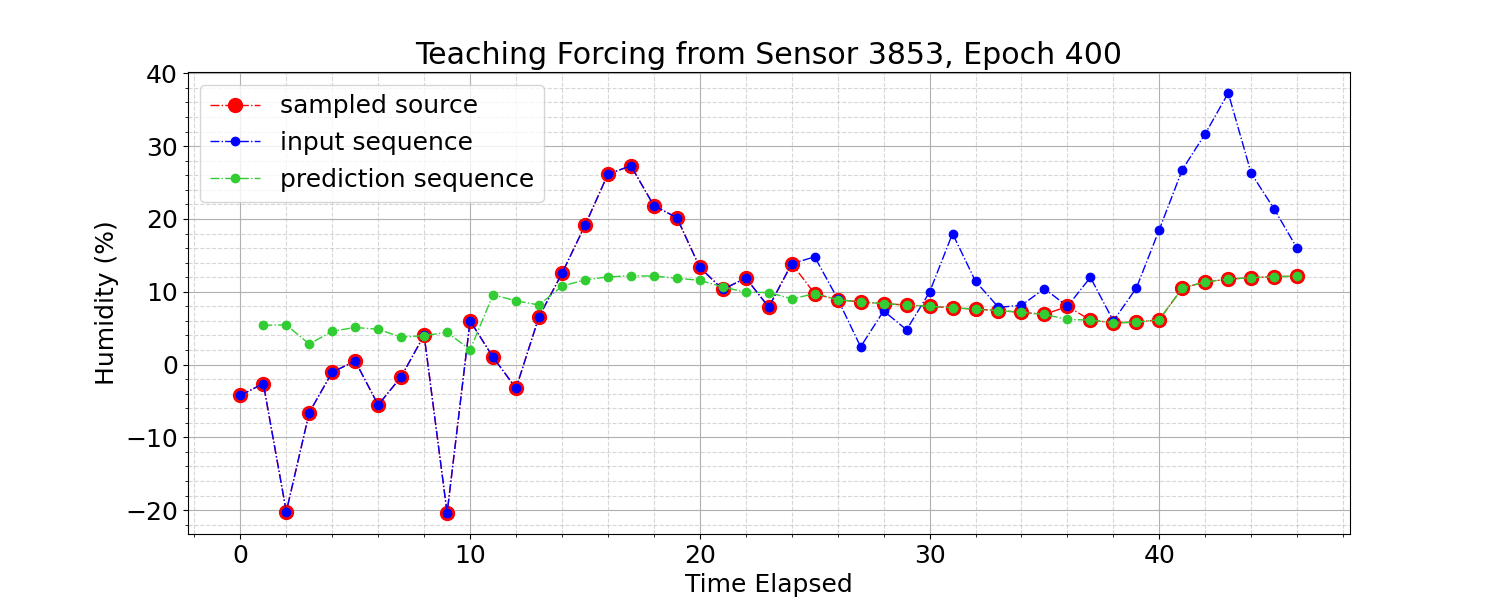 Teaching Forcing from Sensor 3853, Epoch 400
40
30
20
10
0
−10
−20
Humidity (%)
sampled source
input sequence
prediction sequence
0 10 20 30 40
Time Elapsed